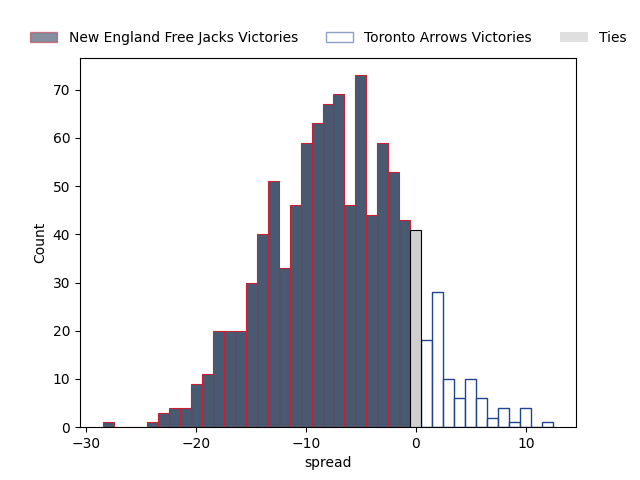 New England Free Jacks Victories Toronto Arrows Victories Ties
70
60
50
40
30
20
10
0
Count
−30 −20 −10 0 10
spread